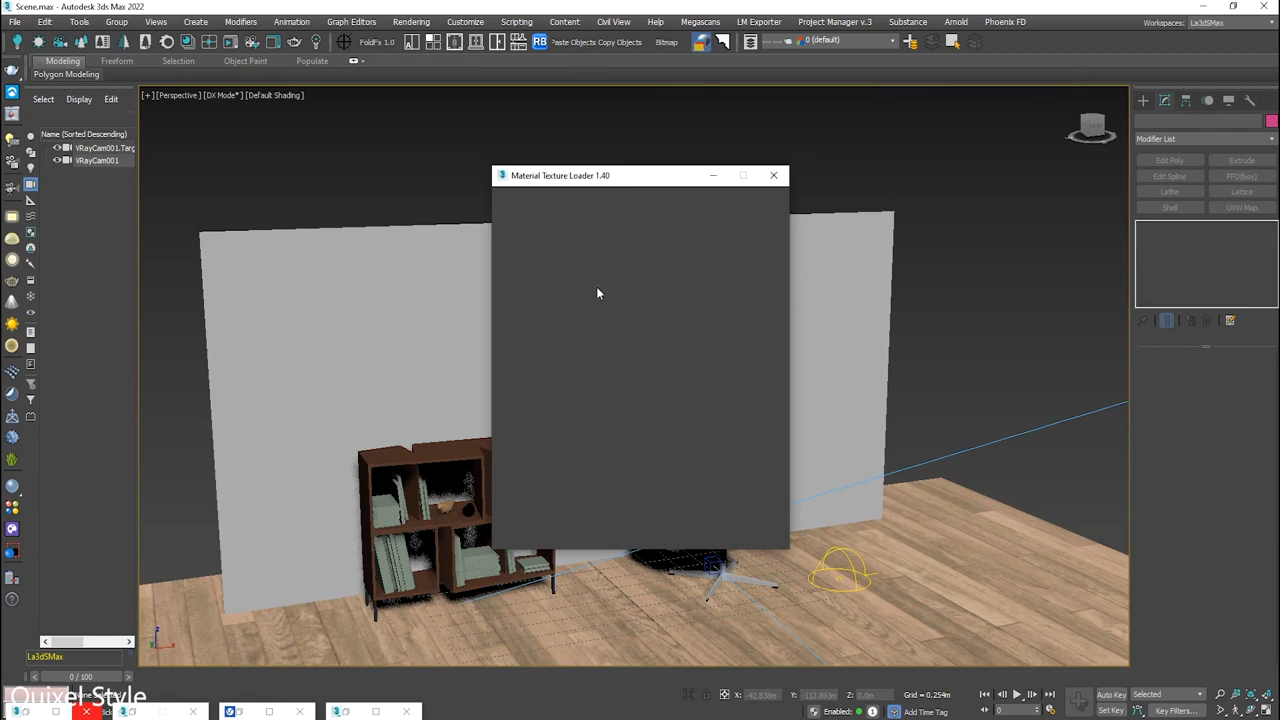 Scene.max - Autodesk 3ds Max 2022
File Edit Tools Group Views Create Modifiers Animation Graph Editors Rendering Customize Scripting Content Civil View Help Megascans LM Exporter Project Manager v.3 Substance Arnold Phoenix FD
Workspaces: La3dSMax
FoldFx 1.0 RB Paste Objects Copy Objects Bitmap 0 (default)
Modeling Freeform Selection Object Paint Populate
Polygon Modeling
Select Display Edit
[+] [Perspective ] [DX Mode* ] [Default Shading ]
Name (Sorted Descending)
VRayCam001.Targ
VRayCam001
Modifier List
Edit Poly Extrude
Edit Spline FFD(box)
Lathe Lattice
Shell UVW Map
Material Texture Loader 1.40
La3dSMax
0 / 100
Quixel Style
X: -42.838m Y: -112.893m Z: 0.0m Grid = 0.254m
Auto Key Selected
Enabled: Add Time Tag
0 Set Key Key Filters...